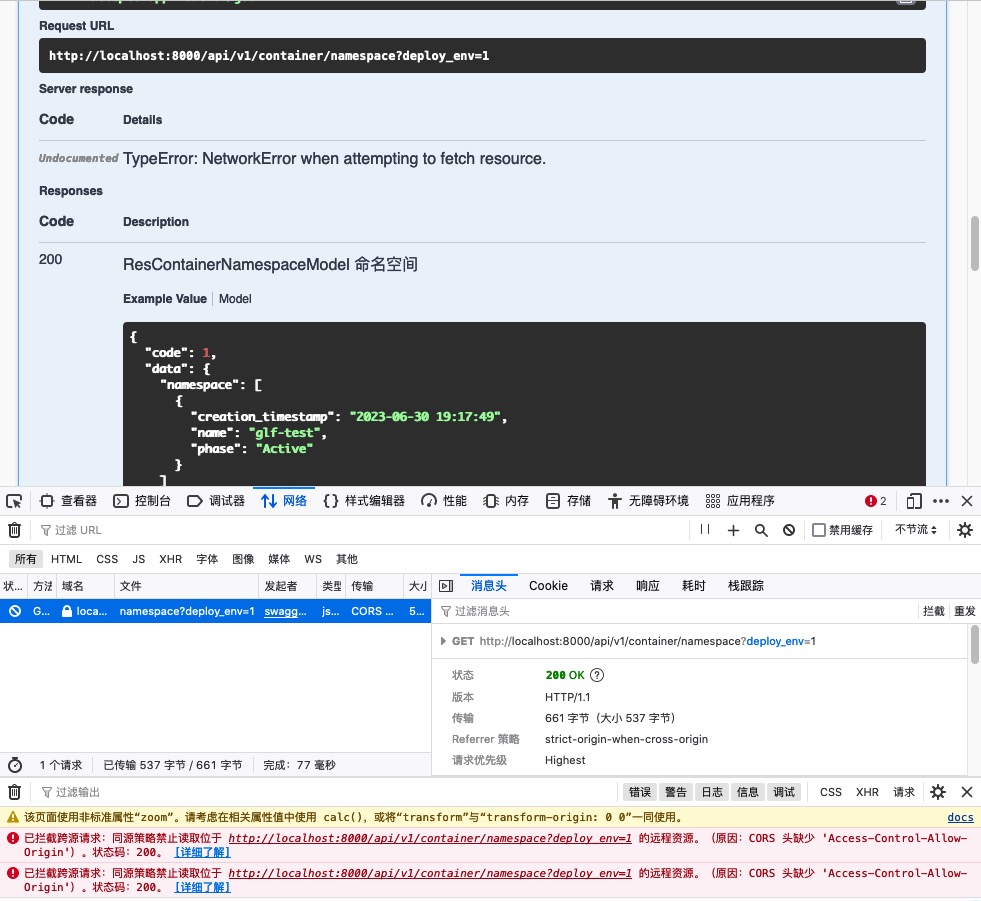 Request URL
http://localhost:8000/api/v1/container/namespace?deploy_env=1
Server response
Code Details
Undocumented TypeError: NetworkError when attempting to fetch resource.
Responses
Code Description
200 ResContainerNamespaceModel 命名空间
Example Value Model
{
"code": 1,
"data": {
"namespace": [
{
"creation_timestamp": "2023-06-30 19:17:49",
"name": "glf-test",
"phase": "Active"
}
]
查看器 控制台 调试器 网络 样式编辑器 性能 内存 存储 无障碍环境 应用程序 2
过滤 URL 禁用缓存 不节流
所有 HTML CSS JS XHR 字体 图像 媒体 WS 其他
状... 方法 域名 文件 发起者 类型 传输 大小 消息头 Cookie 请求 响应 耗时 栈跟踪
G... loca... namespace?deploy_env=1 swagg... js... CORS ... 5...
过滤消息头 拦截 重发
GET http://localhost:8000/api/v1/container/namespace?deploy_env=1
状态 200 OK
版本 HTTP/1.1
传输 661 字节（大小 537 字节）
Referrer 策略 strict-origin-when-cross-origin
请求优先级 Highest
1 个请求 已传输 537 字节 / 661 字节 完成：77 毫秒
过滤输出 错误 警告 日志 信息 调试 CSS XHR 请求
该页面使用非标准属性“zoom”。请考虑在相关属性值中使用 calc()，或将“transform”与“transform-origin: 0 0”一同使用。 docs
已拦截跨源请求：同源策略禁止读取位于 http://localhost:8000/api/v1/container/namespace?deploy_env=1 的远程资源。（原因：CORS 头缺少 'Access-Control-Allow-
Origin'）。状态码：200。 [详细了解]
已拦截跨源请求：同源策略禁止读取位于 http://localhost:8000/api/v1/container/namespace?deploy_env=1 的远程资源。（原因：CORS 头缺少 'Access-Control-Allow-
Origin'）。状态码：200。 [详细了解]